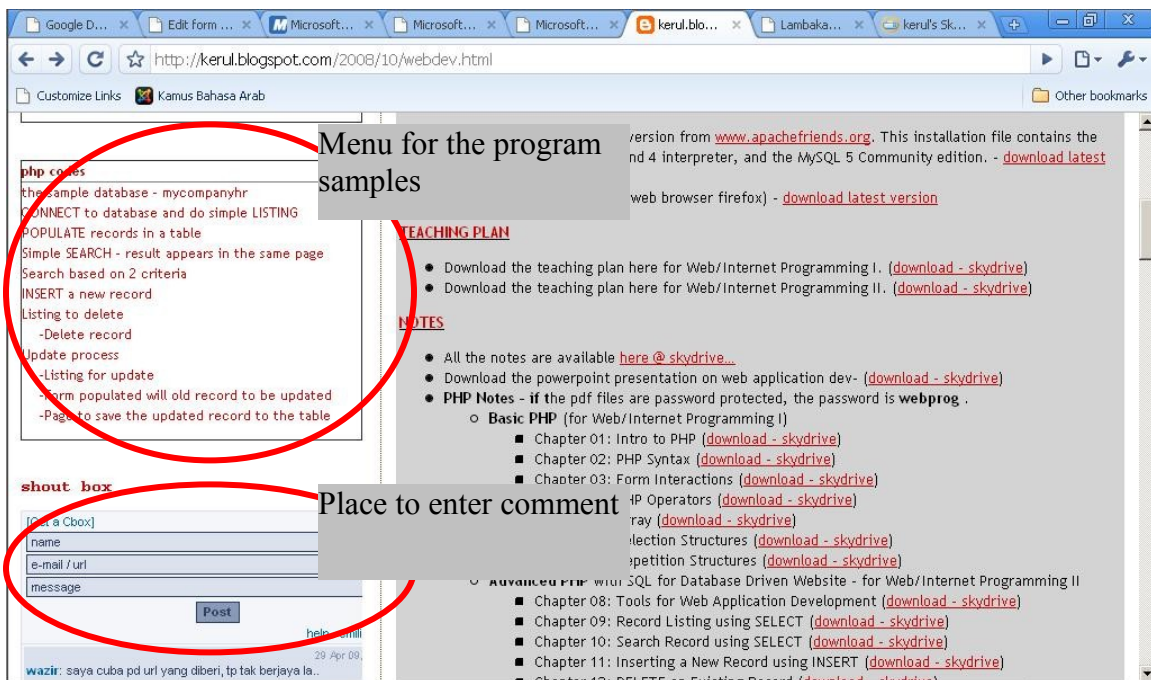 Google D...
Edit form ...
Microsoft...
Microsoft...
Microsoft...
kerul.blo...
Lambaka...
kerul's Sk...
http://kerul.blogspot.com/2008/10/webdev.html
Customize Links
Kamus Bahasa Arab
Other bookmarks
php codes
the sample database - mycompanyhr
CONNECT to database and do simple LISTING
POPULATE records in a table
Simple SEARCH - result appears in the same page
Search based on 2 criteria
INSERT a new record
Listing to delete
-Delete record
Update process
-Listing for update
-Form populated will old record to be updated
-Page to save the updated record to the table
shout box
[Get a Cbox]
name
e-mail / url
message
Post
help
29 Apr 09,
wazir: saya cuba pd url yang diberi, tp tak berjaya la..
Menu for the program
samples
Place to enter comment
version from www.apachefriends.org. This installation file contains the
nd 4 interpreter, and the MySQL 5 Community edition. - download latest
web browser firefox) - download latest version
TEACHING PLAN
Download the teaching plan here for Web/Internet Programming I. (download - skydrive)
Download the teaching plan here for Web/Internet Programming II. (download - skydrive)
NOTES
All the notes are available here @ skydrive...
Download the powerpoint presentation on web application dev- (download - skydrive)
PHP Notes - if the pdf files are password protected, the password is webprog .
Basic PHP (for Web/Internet Programming I)
Chapter 01: Intro to PHP (download - skydrive)
Chapter 02: PHP Syntax (download - skydrive)
Chapter 03: Form Interactions (download - skydrive)
HP Operators (download - skydrive)
ray (download - skydrive)
election Structures (download - skydrive)
epetition Structures (download - skydrive)
Advanced PHP with SQL for Database Driven Website - for Web/Internet Programming II
Chapter 08: Tools for Web Application Development (download - skydrive)
Chapter 09: Record Listing using SELECT (download - skydrive)
Chapter 10: Search Record using SELECT (download - skydrive)
Chapter 11: Inserting a New Record using INSERT (download - skydrive)
Chapter 12: DELETE an Existing Record (download - skydrive)